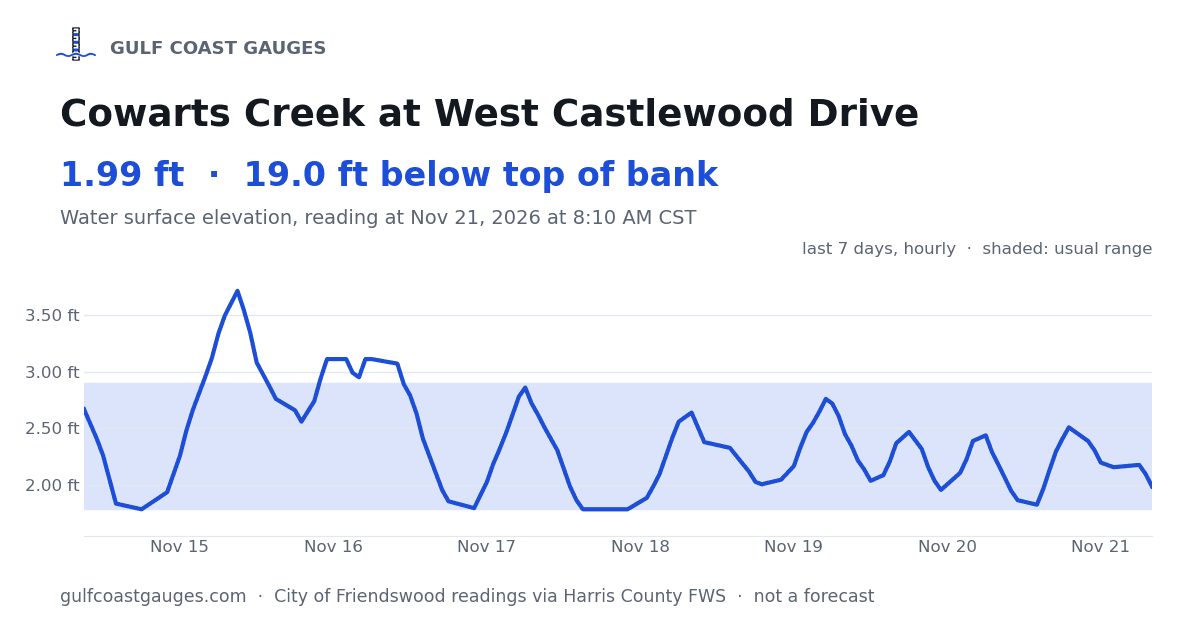 GULF COAST GAUGES
Cowarts Creek at West Castlewood Drive
1.99 ft · 19.0 ft below top of bank
Water surface elevation, reading at Nov 21, 2026 at 8:10 AM CST
last 7 days, hourly · shaded: usual range
3.50 ft
3.00 ft
2.50 ft
2.00 ft
Nov 15 Nov 16 Nov 17 Nov 18 Nov 19 Nov 20 Nov 21
gulfcoastgauges.com · City of Friendswood readings via Harris County FWS · not a forecast